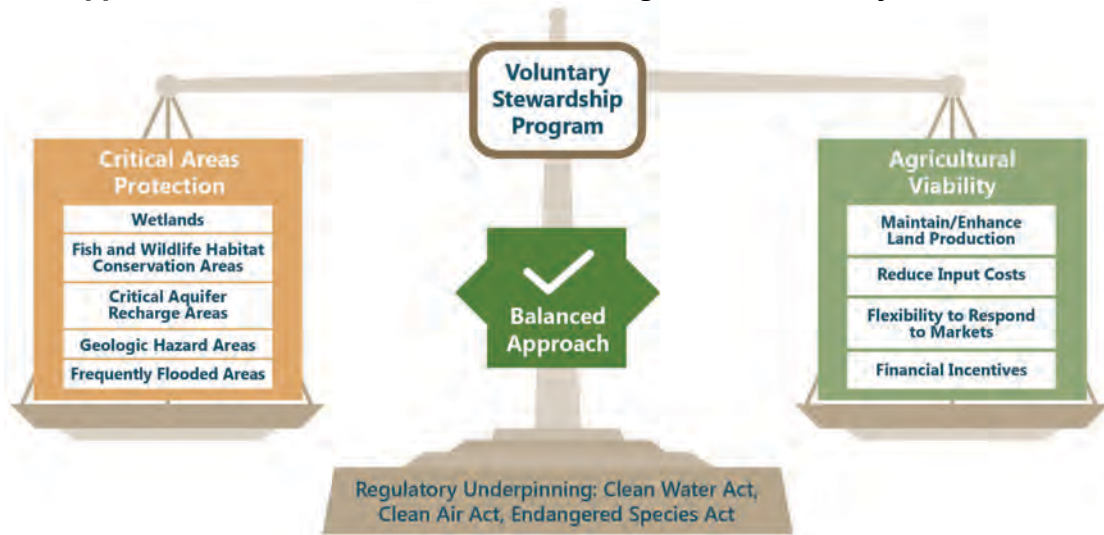 Voluntary
Stewardship
Program
Critical Areas
Protection
Wetlands
Fish and Wildlife Habitat
Conservation Areas
Critical Aquifer
Recharge Areas
Geologic Hazard Areas
Frequently Flooded Areas
Balanced
Approach
Agricultural
Viability
Maintain/Enhance
Land Production
Reduce Input Costs
Flexibility to Respond
to Markets
Financial Incentives
Regulatory Underpinning: Clean Water Act,
Clean Air Act, Endangered Species Act